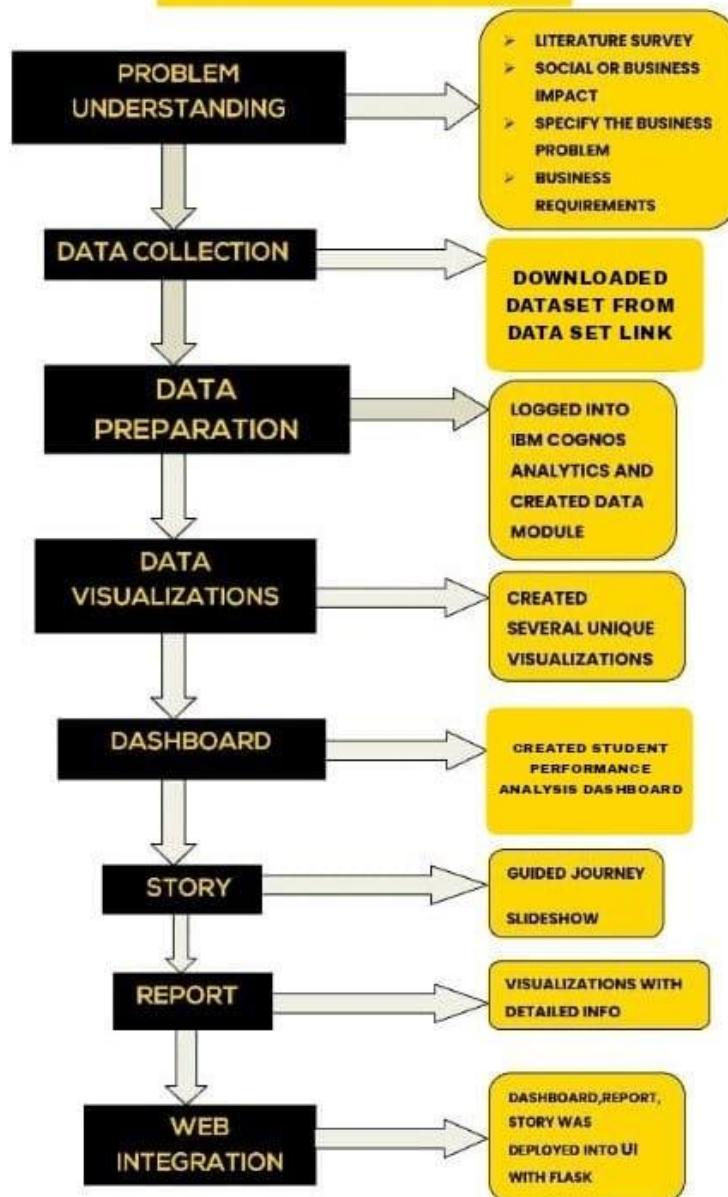 PROBLEM
UNDERSTANDING
➢ LITERATURE SURVEY
➢ SOCIAL OR BUSINESS
IMPACT
➢ SPECIFY THE BUSINESS
PROBLEM
➢ BUSINESS
REQUIREMENTS
DATA COLLECTION
DOWNLOADED
DATASET FROM
DATA SET LINK
DATA
PREPARATION
LOGGED INTO
IBM COGNOS
ANALYTICS AND
CREATED DATA
MODULE
DATA
VISUALIZATIONS
CREATED
SEVERAL UNIQUE
VISUALIZATIONS
DASHBOARD
CREATED STUDENT
PERFORMANCE
ANALYSIS DASHBOARD
STORY
GUIDED JOURNEY
SLIDESHOW
REPORT
VISUALIZATIONS WITH
DETAILED INFO
WEB
INTEGRATION
DASHBOARD,REPORT,
STORY WAS
DEPLOYED INTO UI
WITH FLASK